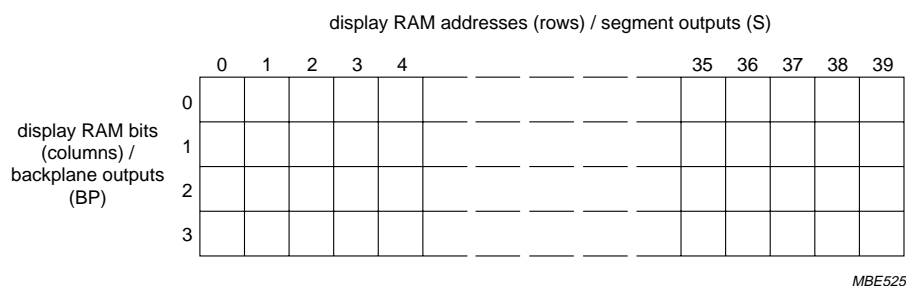 display RAM addresses (rows) / segment outputs (S)
0 1 2 3 4 35 36 37 38 39
0
display RAM bits
(columns) /
backplane outputs
(BP)
1
2
3
MBE525